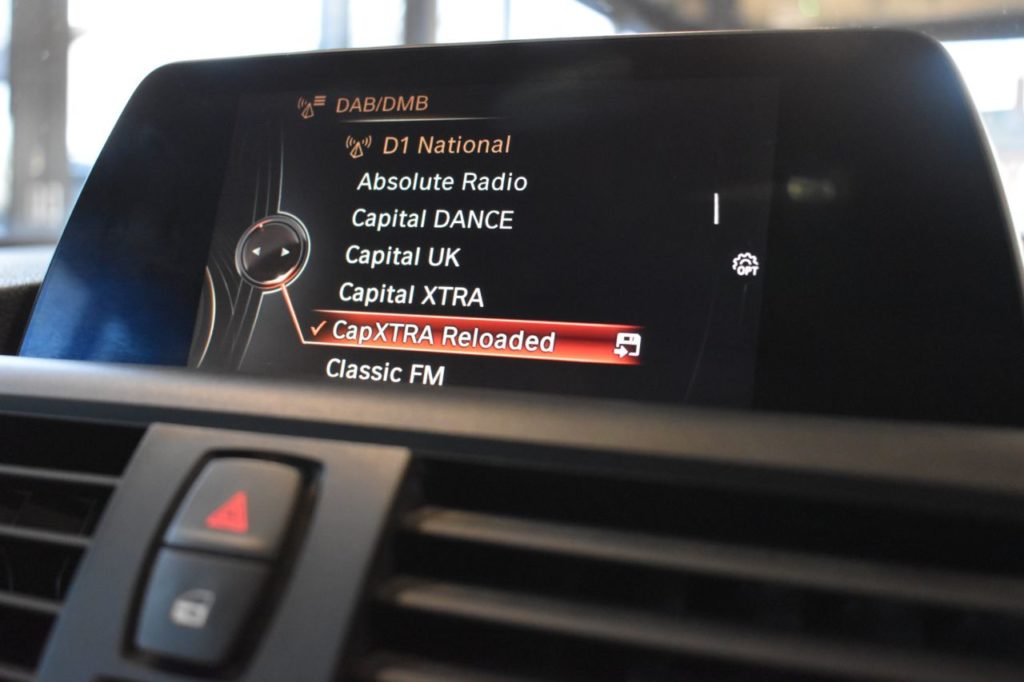 DAB/DMB
D1 National
Absolute Radio
Capital DANCE
Capital UK
OPT
Capital XTRA
CapXTRA Reloaded
Classic FM